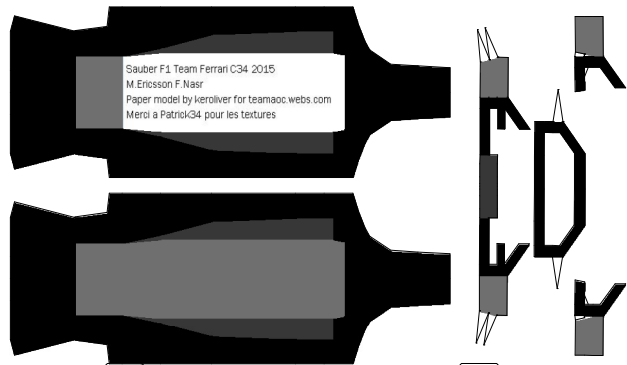 Sauber F1 Team Ferrari C34 2015
M.Ericsson F.Nasr
Paper model by keroliver for teamaoc.webs.com
Merci a Patrick34 pour les textures